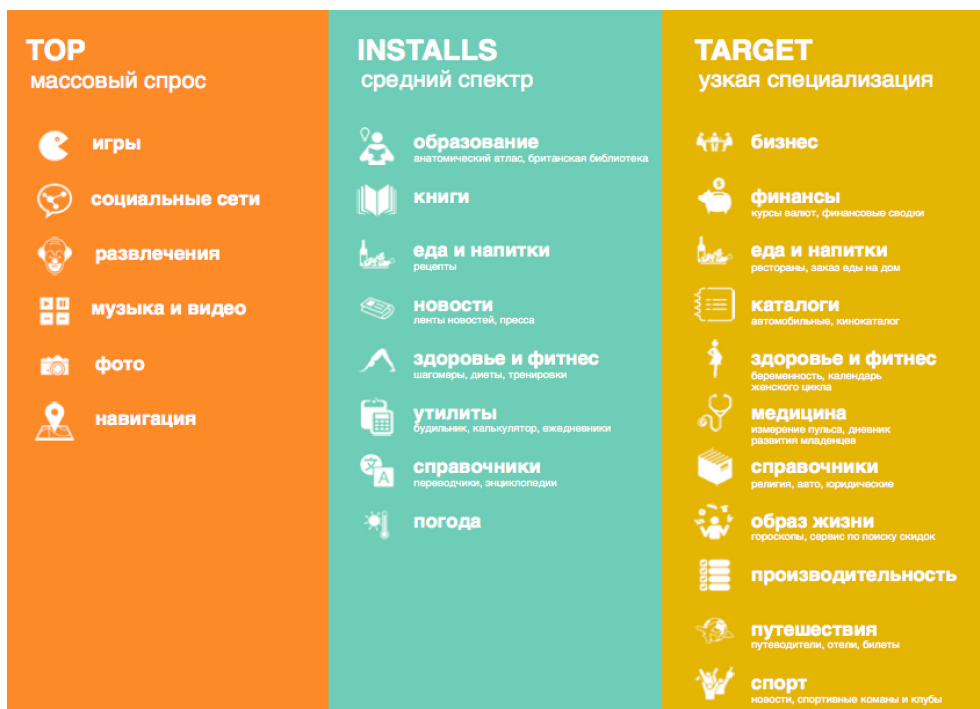 TOP
массовый спрос
игры
социальные сети
развлечения
музыка и видео
фото
навигация
INSTALLS
средний спектр
образование
анатомический атлас, британская библиотека
книги
еда и напитки
рецепты
новости
ленты новостей, пресса
здоровье и фитнес
шагомеры, диеты, тренировки
утилиты
будильник, калькулятор, ежедневники
справочники
переводчики, энциклопедии
погода
TARGET
узкая специализация
бизнес
финансы
курсы валют, финансовые сводки
еда и напитки
рестораны, заказ еды на дом
каталоги
автомобильные, кинокаталог
здоровье и фитнес
беременность, календарь
женского цикла
медицина
измерение пульса, дневник
развития младенцев
справочники
религия, авто, юридические
образ жизни
гороскопы, сервис по поиску скидок
производительность
путешествия
путеводители, отели, билеты
спорт
новости, спортивные команы и клубы